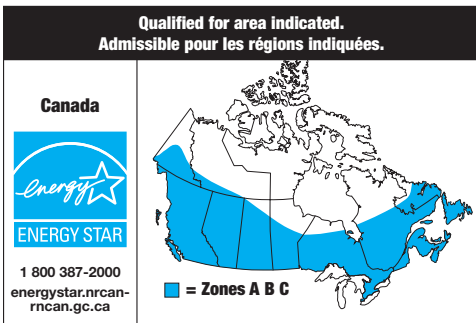 Qualified for area indicated.
Admissible pour les régions indiquées.
Canada
energy
ENERGY STAR
1 800 387-2000
energystar.nrcan-
rncan.gc.ca
= Zones A B C